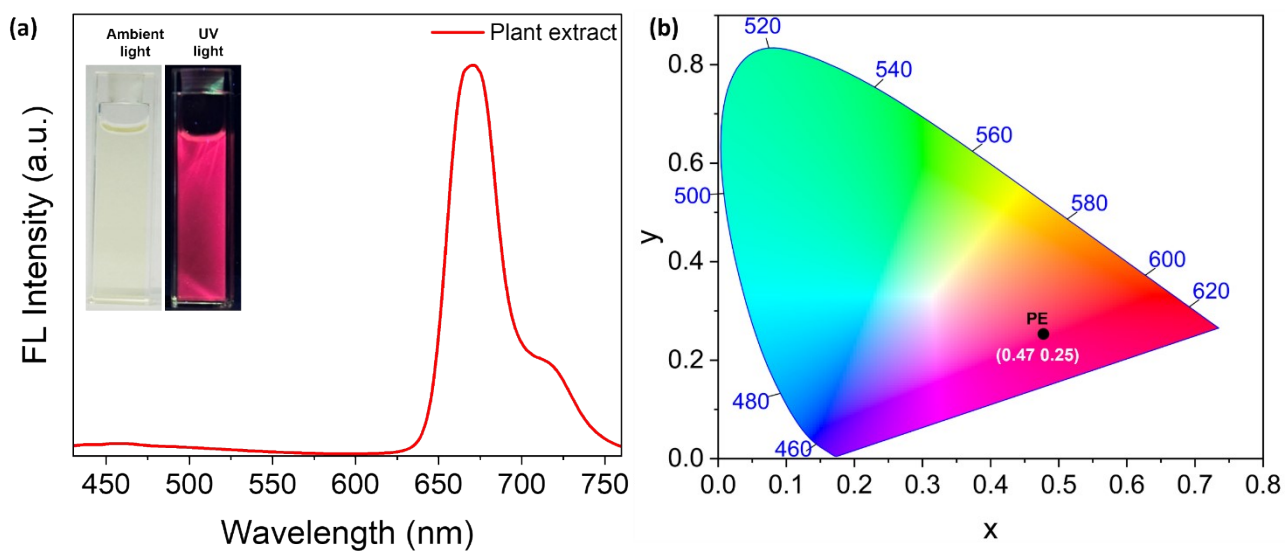 (a)
Ambient light
UV light
Plant extract
FL Intensity (a.u.)
450 500 550 600 650 700 750
Wavelength (nm)
(b)
520
540
560
580
600
620
500
480
460
PE
(0.47 0.25)
0.8
0.6
0.4
0.2
0.0
y
0.0 0.1 0.2 0.3 0.4 0.5 0.6 0.7 0.8
x